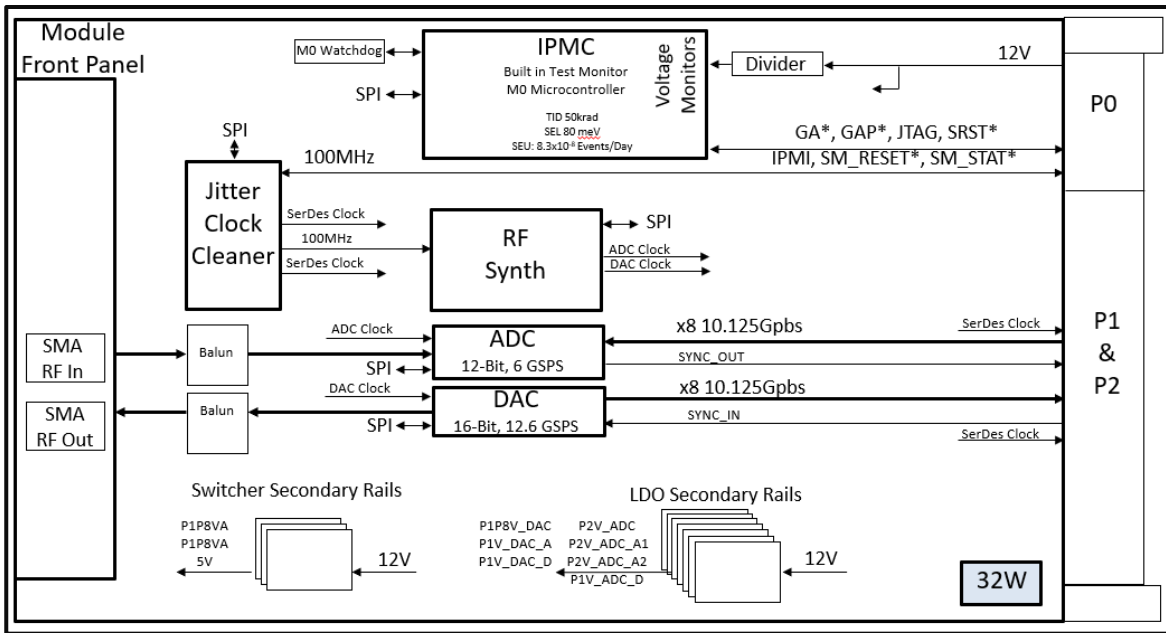 Module
Front Panel
M0 Watchdog
SPI
IPMC
Built in Test Monitor
M0 Microcontroller
TID 50krad
SEL 80 meV
SEU: 8.3x10⁻⁶ Events/Day
Voltage
Monitors
Divider
12V
P0
GA*, GAP*, JTAG, SRST*
IPMI, SM_RESET*, SM_STAT*
SPI
100MHz
Jitter
Clock
Cleaner
SerDes Clock
100MHz
SerDes Clock
RF
Synth
SPI
ADC Clock
DAC Clock
P1
&
P2
SMA
RF In
Balun
ADC Clock
SPI
ADC
12-Bit, 6 GSPS
x8 10.125Gpbs
SerDes Clock
SYNC_OUT
SMA
RF Out
Balun
DAC Clock
SPI
DAC
16-Bit, 12.6 GSPS
x8 10.125Gpbs
SYNC_IN
SerDes Clock
Switcher Secondary Rails
P1P8VA
P1P8VA
5V
12V
LDO Secondary Rails
P1P8V_DAC P2V_ADC
P1V_DAC_A P2V_ADC_A1
P1V_DAC_D P2V_ADC_A2
P1V_ADC_D
12V
32W